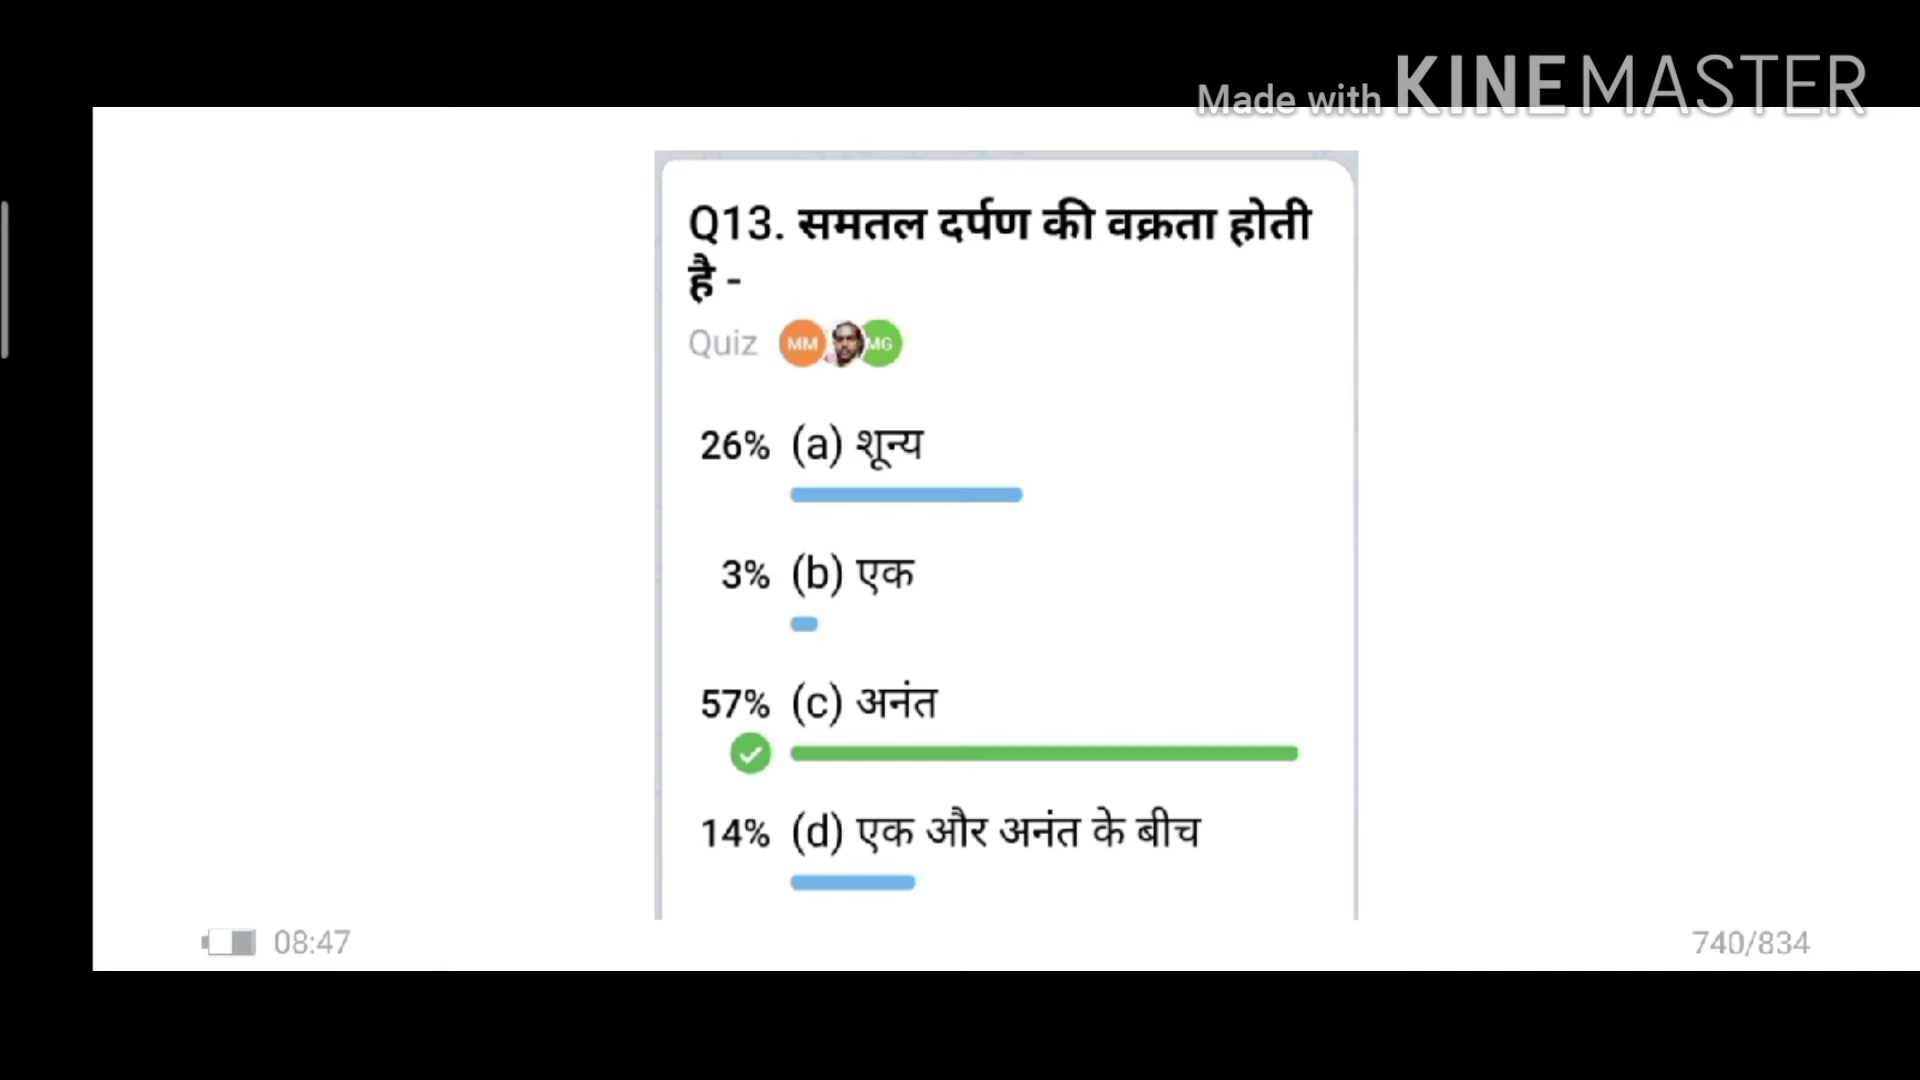 Made with KINEMASTER
Q13. समतल दर्पण की वक्रता होती
है -
Quiz MM MG
26% (a) शून्य
3% (b) एक
57% (c) अनंत
14% (d) एक और अनंत के बीच
08:47 740/834